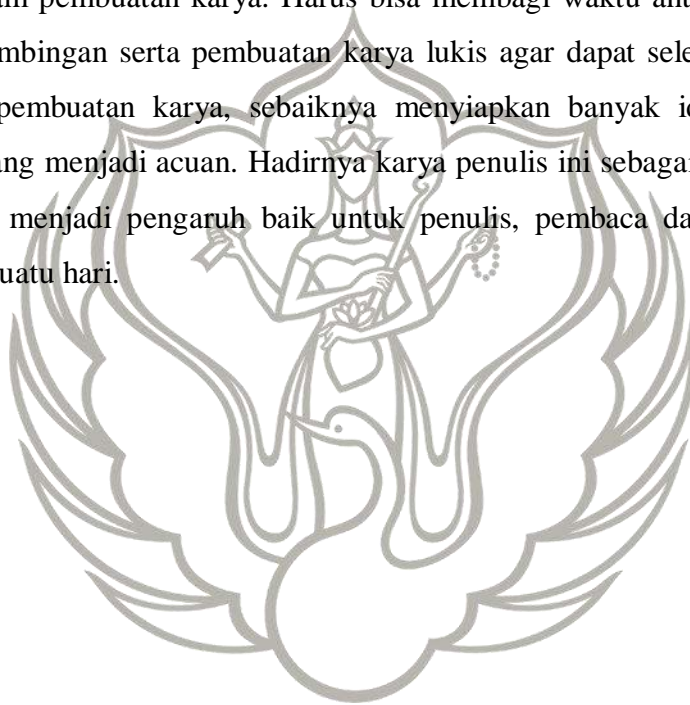 pembuatan karya. Harus bisa membagi waktu
serta pembuatan karya lukis agar dapat
pembuatan karya, sebaiknya menyiapkan banyak
menjadi acuan. Hadirnya karya penulis ini
menjadi pengaruh baik untuk penulis, pembaca
hari.